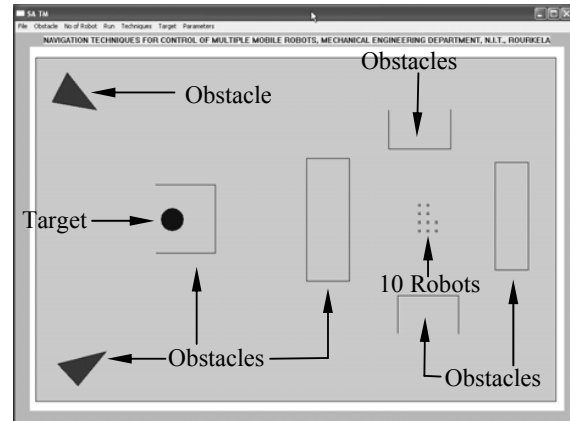 SA TM
File Obstacle No of Robot Run Techniques Target Parameters
NAVIGATION TECHNIQUES FOR CONTROL OF MULTIPLE MOBILE ROBOTS, MECHANICAL ENGINEERING DEPARTMENT, N.I.T., ROURKELA
Obstacles
Obstacle
Target
10 Robots
Obstacles
Obstacles